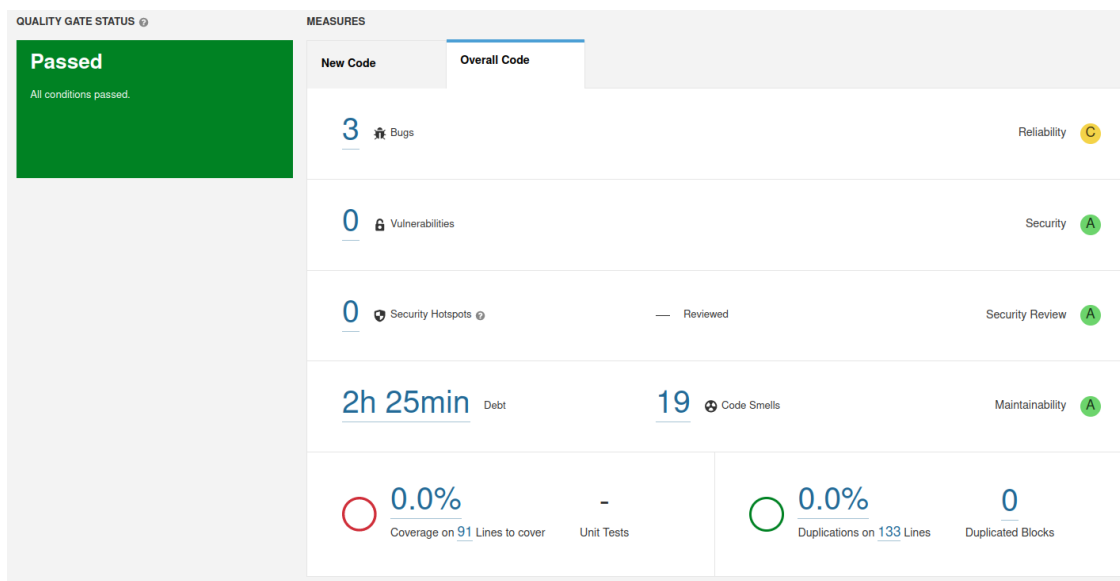 QUALITY GATE STATUS
MEASURES
Passed
All conditions passed.
New Code
Overall Code
3 Bugs
Reliability C
0 Vulnerabilities
Security A
0 Security Hotspots
— Reviewed
Security Review A
2h 25min Debt
19 Code Smells
Maintainability A
0.0%
Coverage on 91 Lines to cover
-
Unit Tests
0.0%
Duplications on 133 Lines
0
Duplicated Blocks